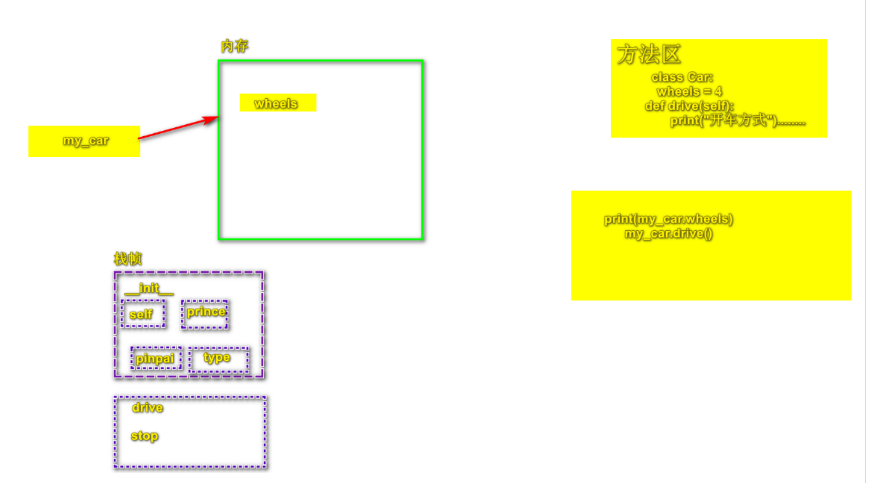 内存
wheels
my_car
栈帧
__init__
self
prince
pinpai
type
drive
stop
方法区
class Car:
wheels = 4
def drive(self):
print("开车方式")........
print(my_car.wheels)
my_car.drive()